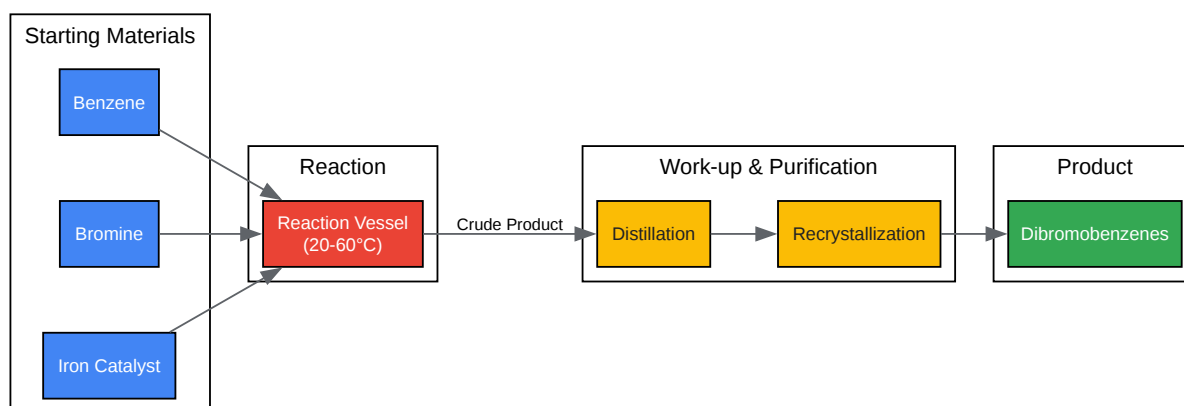 Starting Materials
Benzene
Bromine
Iron Catalyst
Reaction
Reaction Vessel
(20-60°C)
Crude Product
Work-up & Purification
Distillation
Recrystallization
Product
Dibromobenzenes